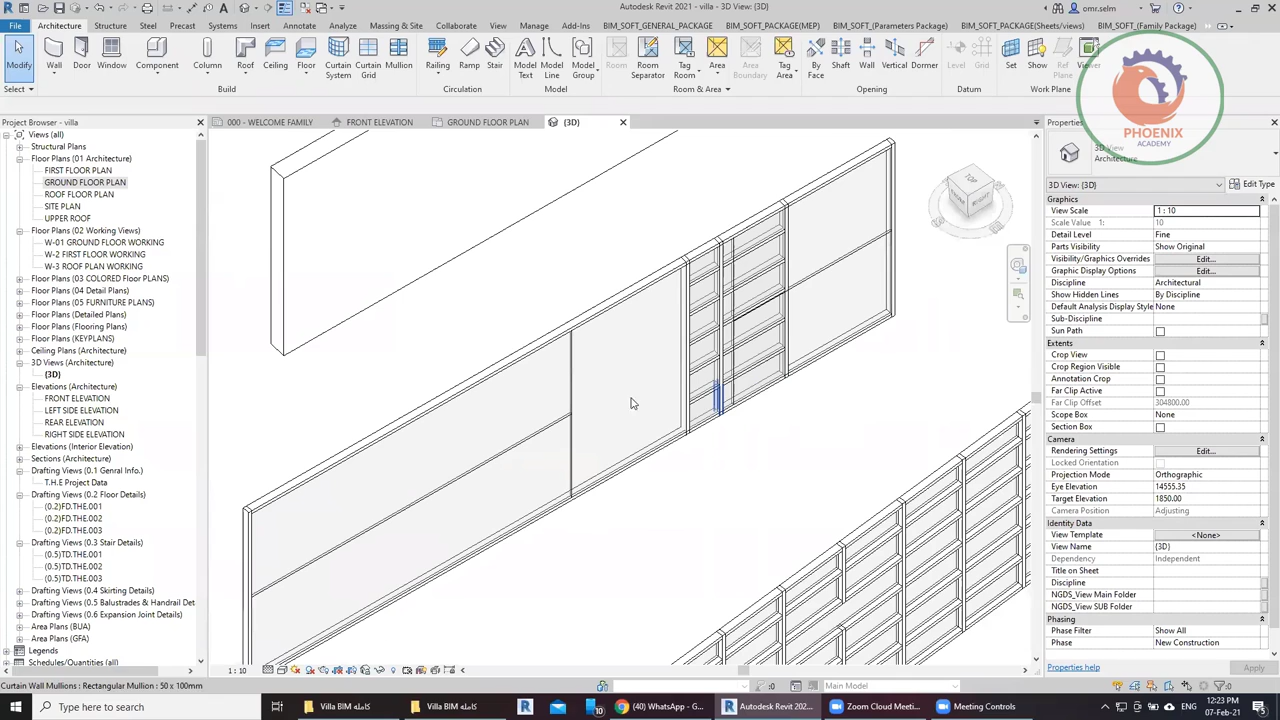 Autodesk Revit 2021 - villa - 3D View: {3D}
omr.selm
File Architecture Structure Steel Precast Systems Insert Annotate Analyze Massing & Site Collaborate View Manage Add-Ins BIM_SOFT_GENERAL_PACKAGE BIM_SOFT_PACKAGE(MEP) BIM_SOFT_(Parameters Package) BIM_SOFT_PACKAGE(Sheets/views) BIM_SOFT_(Family Package)
Modify Wall Door Window Component Column Roof Ceiling Floor Curtain System Curtain Grid Mullion Railing Ramp Stair Model Text Model Line Model Group Room Room Separator Tag Room Area Area Boundary Tag Area By Face Shaft Wall Vertical Dormer Level Grid Set Show Ref Plane Viewer
Select Build Circulation Model Room & Area Opening Datum Work Plane
PHOENIX
ACADEMY
Project Browser - villa
000 - WELCOME FAMILY FRONT ELEVATION GROUND FLOOR PLAN {3D}
Views (all)
Structural Plans
Floor Plans (01 Architecture)
FIRST FLOOR PLAN
GROUND FLOOR PLAN
ROOF FLOOR PLAN
SITE PLAN
UPPER ROOF
Floor Plans (02 Working Views)
W-01 GROUND FLOOR WORKING
W-2 FIRST FLOOR WORKING
W-3 ROOF PLAN WORKING
Floor Plans (03 COLORED Floor PLANS)
Floor Plans (04 Detail Plans)
Floor Plans (05 FURNITURE PLANS)
Floor Plans (Detailed Plans)
Floor Plans (Flooring Plans)
Floor Plans (KEYPLANS)
Ceiling Plans (Architecture)
3D Views (Architecture)
{3D}
Elevations (Architecture)
FRONT ELEVATION
LEFT SIDE ELEVATION
REAR ELEVATION
RIGHT SIDE ELEVATION
Elevations (Interior Elevation)
Sections (Architecture)
Drafting Views (0.1 Genral Info.)
T.H.E Project Data
Drafting Views (0.2 Floor Details)
(0.2)FD.THE.001
(0.2)FD.THE.002
(0.2)FD.THE.003
Drafting Views (0.3 Stair Details)
(0.5)TD.THE.001
(0.5)TD.THE.002
(0.5)TD.THE.003
Drafting Views (0.4 Skirting Details)
Drafting Views (0.5 Balustrades & Handrail Det
Drafting Views (0.6 Expansion Joint Details)
Area Plans (BUA)
Area Plans (GFA)
Legends
Schedules/Quantities (all)
TOP
RIGHT
Properties
3D View
Architecture
3D View: {3D} Edit Type
Graphics
View Scale 1 : 10
Scale Value 1: 10
Detail Level Fine
Parts Visibility Show Original
Visibility/Graphics Overrides Edit...
Graphic Display Options Edit...
Discipline Architectural
Show Hidden Lines By Discipline
Default Analysis Display Style None
Sub-Discipline
Sun Path
Extents
Crop View
Crop Region Visible
Annotation Crop
Far Clip Active
Far Clip Offset 304800.00
Scope Box None
Section Box
Camera
Rendering Settings Edit...
Locked Orientation
Projection Mode Orthographic
Eye Elevation 14555.35
Target Elevation 1850.00
Camera Position Adjusting
Identity Data
View Template <None>
View Name {3D}
Dependency Independent
Title on Sheet
Discipline
NGDS_View Main Folder
NGDS_View SUB Folder
Phasing
Phase Filter Show All
Phase New Construction
Properties help Apply
1 : 10
Curtain Wall Mullions : Rectangular Mullion : 50 x 100mm :0 Main Model :0
Type here to search Villa BIM كامله Villa BIM كامله (40) WhatsApp - G... Autodesk Revit 202... Zoom Cloud Meeti... Meeting Controls ENG 12:23 PM
07-Feb-21